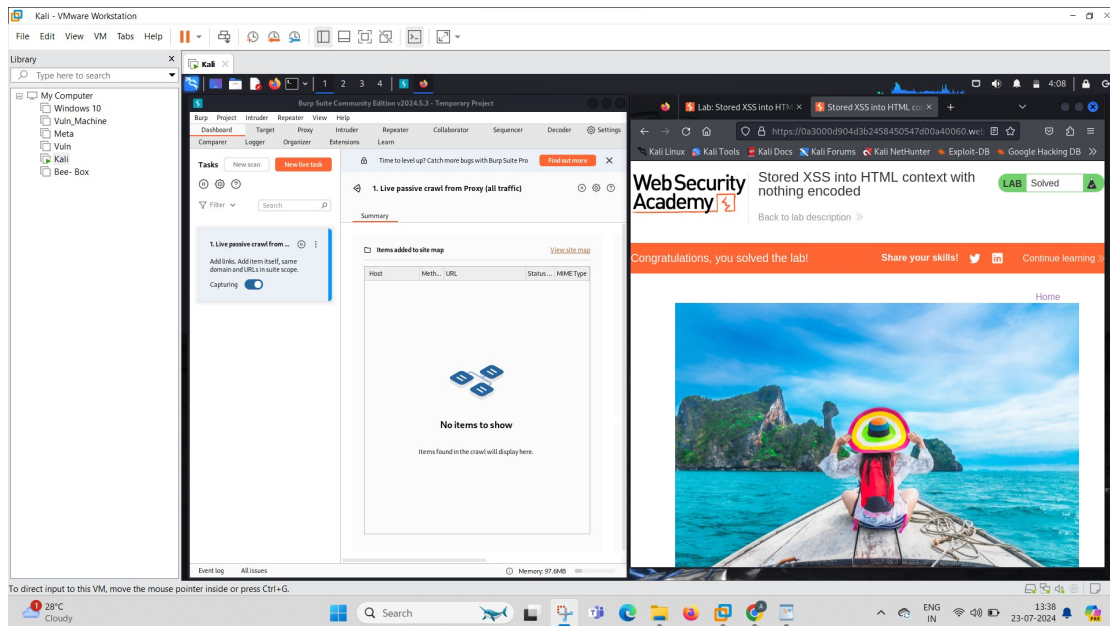 Kali - VMware Workstation
File Edit View VM Tabs Help
Library
Type here to search
My Computer
Windows 10
Vuln_Machine
Meta
Vuln
Kali
Bee- Box
Kali
1 2 3 4
4:08
Burp Suite Community Edition v2024.5.3 - Temporary Project
Burp Project Intruder Repeater View Help
Dashboard Target Proxy Intruder Repeater Collaborator Sequencer Decoder Settings
Comparer Logger Organizer Extensions Learn
Tasks New scan New live task
Filter Search
1. Live passive crawl from ...
Add links. Add item itself, same
domain and URLs in suite scope.
Capturing
Time to level up? Catch more bugs with Burp Suite Pro Find out more
1. Live passive crawl from Proxy (all traffic)
Summary
Items added to site map View site map
Host Meth... URL Status ... MIME Type
No items to show
Items found in the crawl will display here.
Event log All issues
Memory: 97.6MB
Lab: Stored XSS into HTM
Stored XSS into HTML con
https://0a3000d904d3b2458450547d00a40060.web
Kali Linux Kali Tools Kali Docs Kali Forums Kali NetHunter Exploit-DB Google Hacking DB
Web Security
Academy
Stored XSS into HTML context with
nothing encoded
Back to lab description
LAB Solved
Congratulations, you solved the lab! Share your skills! Continue learning
Home
To direct input to this VM, move the mouse pointer inside or press Ctrl+G.
1
28°C
Cloudy
Search
ENG
IN
13:38
23-07-2024